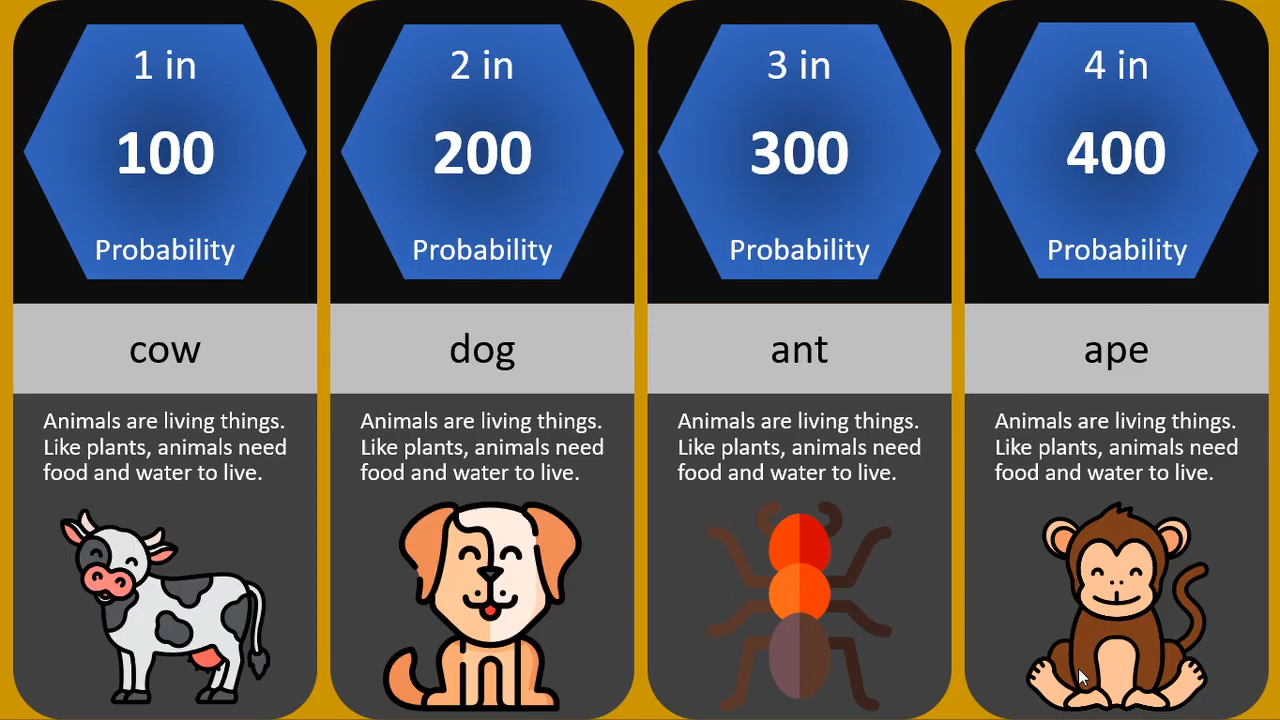 1 in
100
Probability
cow
Animals are living things.
Like plants, animals need
food and water to live.
2 in
200
Probability
dog
Animals are living things.
Like plants, animals need
food and water to live.
3 in
300
Probability
ant
Animals are living things.
Like plants, animals need
food and water to live.
4 in
400
Probability
ape
Animals are living things.
Like plants, animals need
food and water to live.